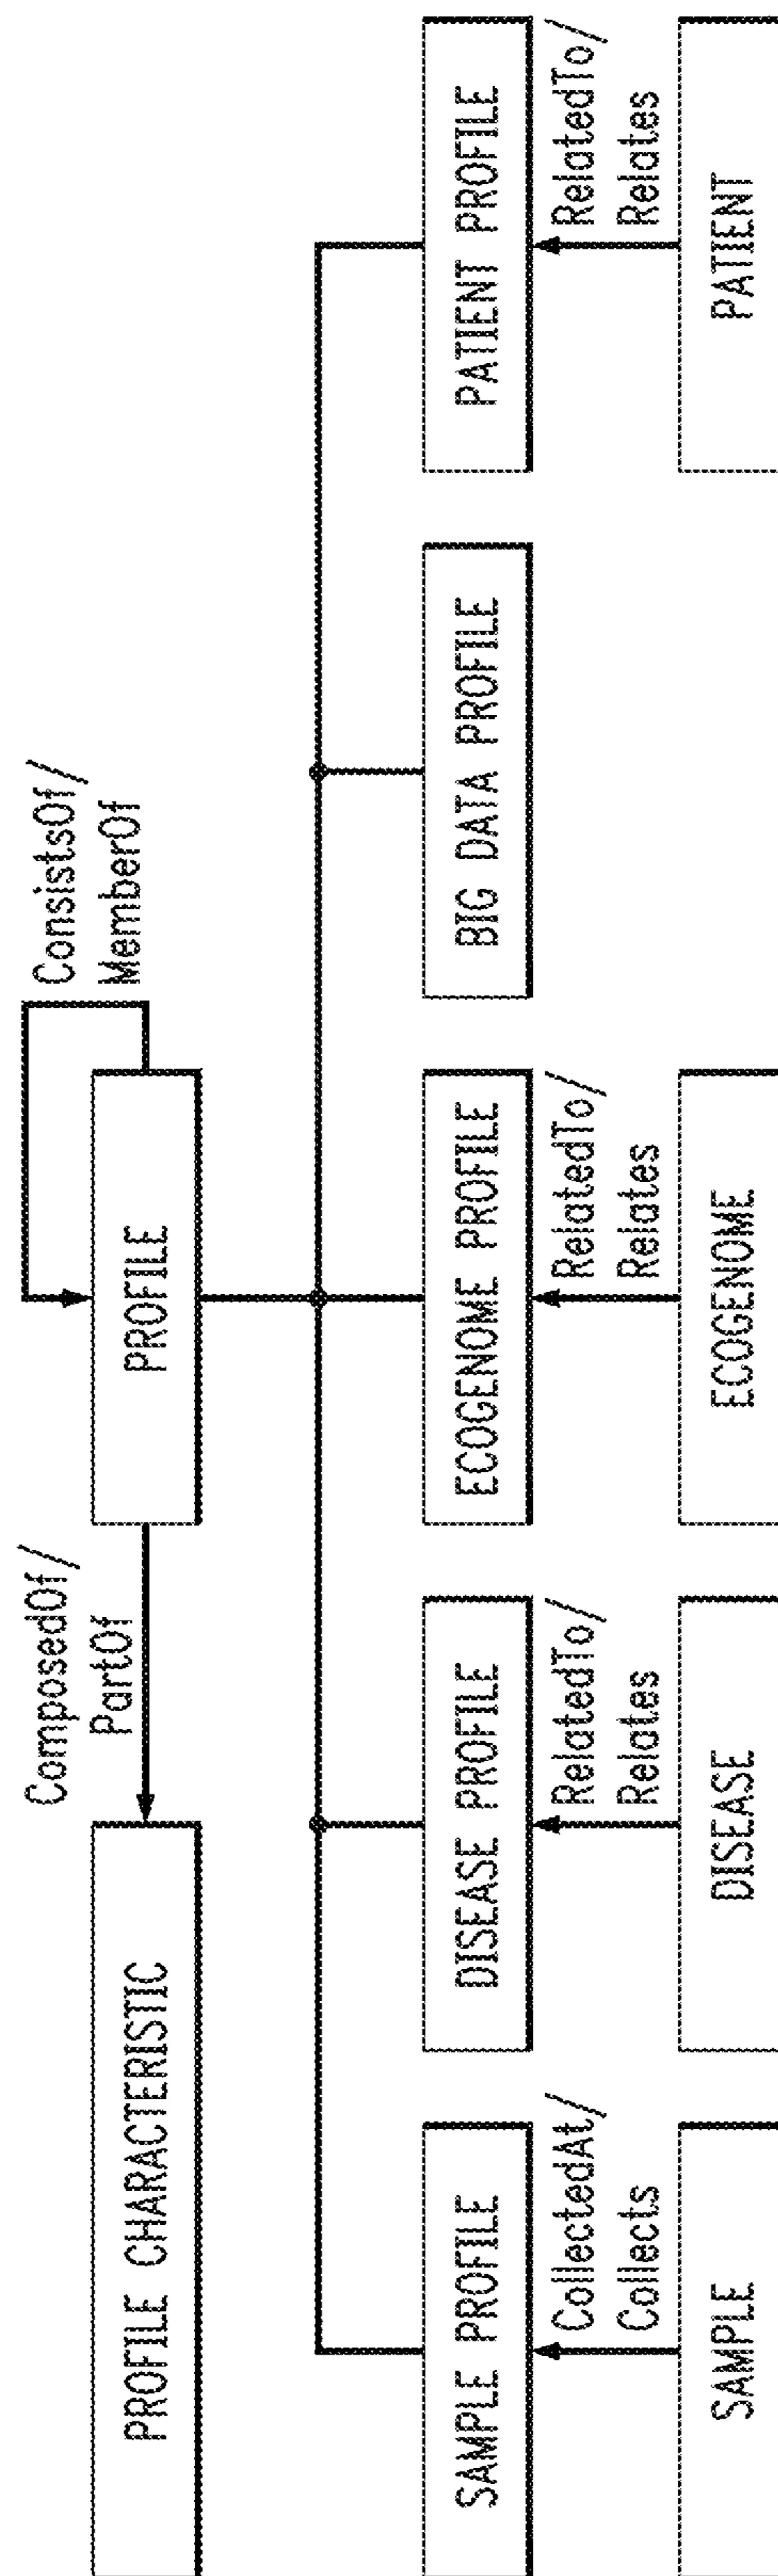 ConsistsOf/
MemberOf
ComposedOf/
PartOf
PROFILE CHARACTERISTIC
PROFILE
SAMPLE PROFILE
DISEASE PROFILE
ECOGENOME PROFILE
BIG DATA PROFILE
PATIENT PROFILE
CollectedAt/
Collects
RelatedTo/
Relates
RelatedTo/
Relates
RelatedTo/
Relates
SAMPLE
DISEASE
ECOGENOME
PATIENT